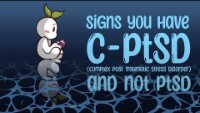 SIGNS YOU HAVE
C-PTSD
(COMPLEX POST TRAUMATIC STRESS DISORDER)
AND NOT PTSD